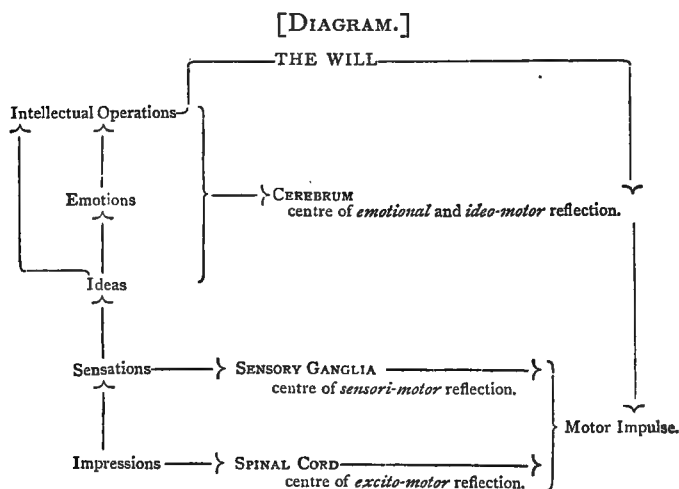 [DIAGRAM.]
THE WILL
Intellectual Operations
Emotions
CEREBRUM
centre of emotional and ideo-motor reflection.
Ideas
Sensations
SENSORY GANGLIA
centre of sensori-motor reflection.
Motor Impulse.
Impressions
SPINAL CORD
centre of excito-motor reflection.